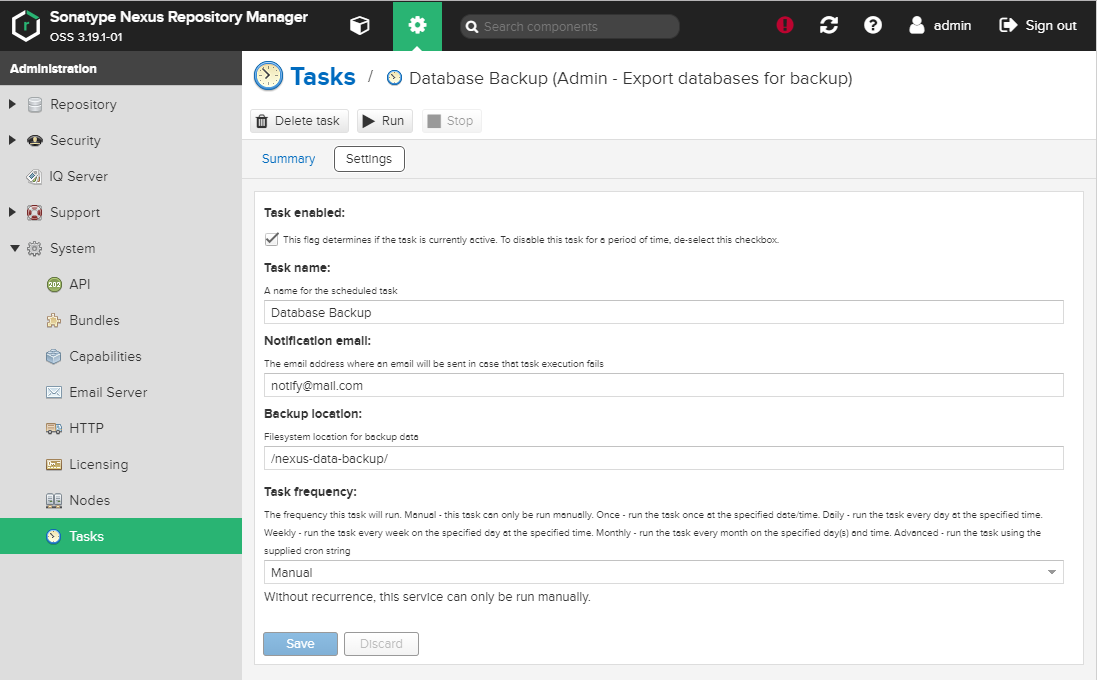 Sonatype Nexus Repository Manager
OSS 3.19.1-01
Search components
admin
Sign out
Administration
Repository
Security
IQ Server
Support
System
API
Bundles
Capabilities
Email Server
HTTP
Licensing
Nodes
Tasks
Tasks / Database Backup (Admin - Export databases for backup)
Delete task
Run
Stop
Summary
Settings
Task enabled:
This flag determines if the task is currently active. To disable this task for a period of time, de-select this checkbox.
Task name:
A name for the scheduled task
Database Backup
Notification email:
The email address where an email will be sent in case that task execution fails
notify@mail.com
Backup location:
Filesystem location for backup data
/nexus-data-backup/
Task frequency:
The frequency this task will run. Manual - this task can only be run manually. Once - run the task once at the specified date/time. Daily - run the task every day at the specified time.
Weekly - run the task every week on the specified day at the specified time. Monthly - run the task every month on the specified day(s) and time. Advanced - run the task using the
supplied cron string
Manual
Without recurrence, this service can only be run manually.
Save
Discard